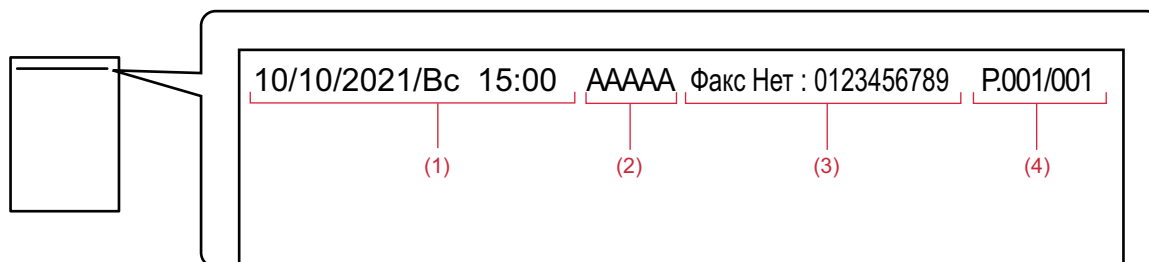 10/10/2021/Вс 15:00 AAAAA Факс Нет : 0123456789 P.001/001
(1) (2) (3) (4)